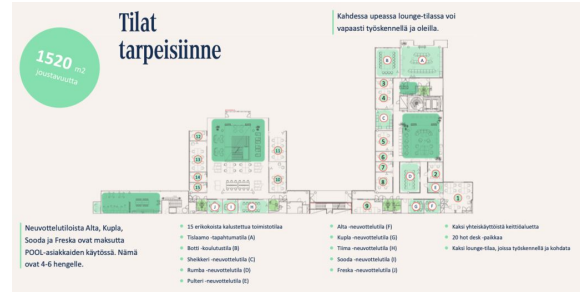 Tilat
tarpeisiinne
1520 m2
joustavuutta
Kahdessa upeassa lounge-tilassa voi
vapaasti työskennellä ja oleilla.
Neuvottelutiloista Alta, Kupla,
Sooda ja Freska ovat maksutta
POOL-asiakkaiden käytössä. Nämä
ovat 4-6 hengelle.
15 erikokoista kalustettua toimistotilaa
Tislaamo -tapahtumatila (A)
Botti -koulutustila (B)
Sheikkeri -neuvottelutila (C)
Rumba -neuvottelutila (D)
Pulteri -neuvottelutila (E)
Alta -neuvottelutila (F)
Kupla -neuvottelutila (G)
Tilma -neuvottelutila (H)
Sooda -neuvottelutila (I)
Freska -neuvottelutila (J)
Kaksi yhteiskäyttöistä keittiöaluetta
20 hot desk -paikkaa
Kaksi lounge-tilaa, joissa työskennellä ja kohdata